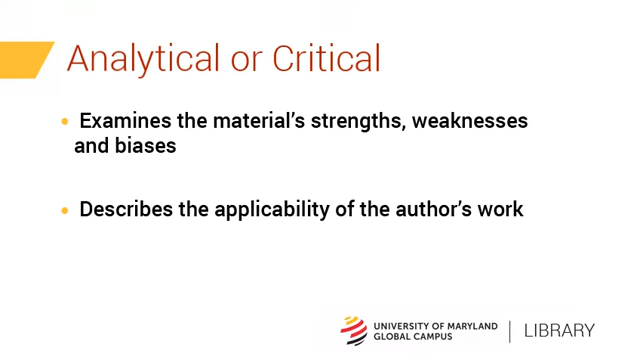 Analytical or Critical
• Examines the material's strengths, weaknesses
and biases
• Describes the applicability of the author's work
UNIVERSITY OF MARYLAND
GLOBAL CAMPUS
LIBRARY